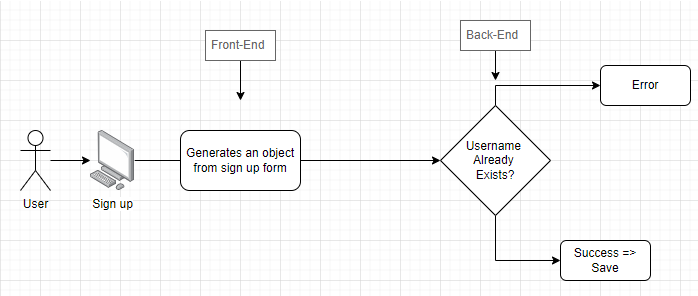 Front-End
Back-End
Error
Generates an object
from sign up form
Username
Already
Exists?
User
Sign up
Success =>
Save